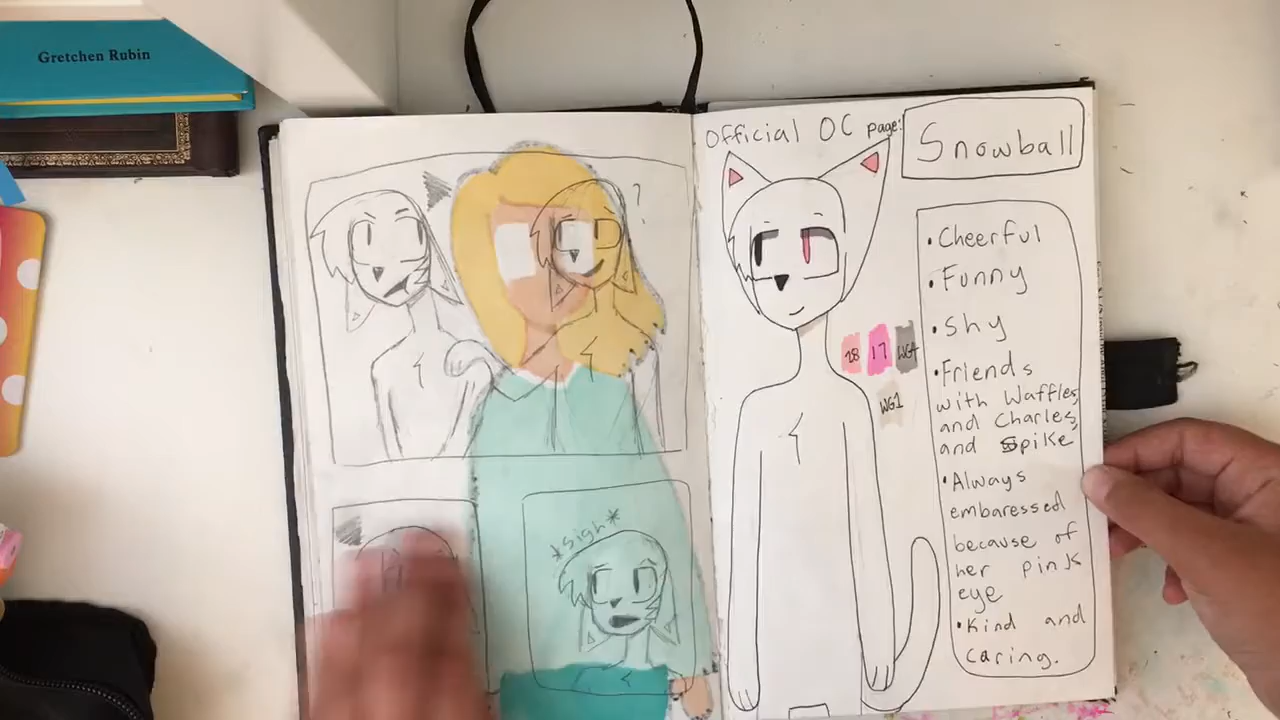 Gretchen Rubin
?
?
*sigh*
Official OC page:
Snowball
•Cheerful
•Funny
•Shy
•Friends
with Waffles,
and Charles,
and Spike
•Always
embaressed
because of
her pink
eye
•Kind and
caring.
28 17 WG4
WG1